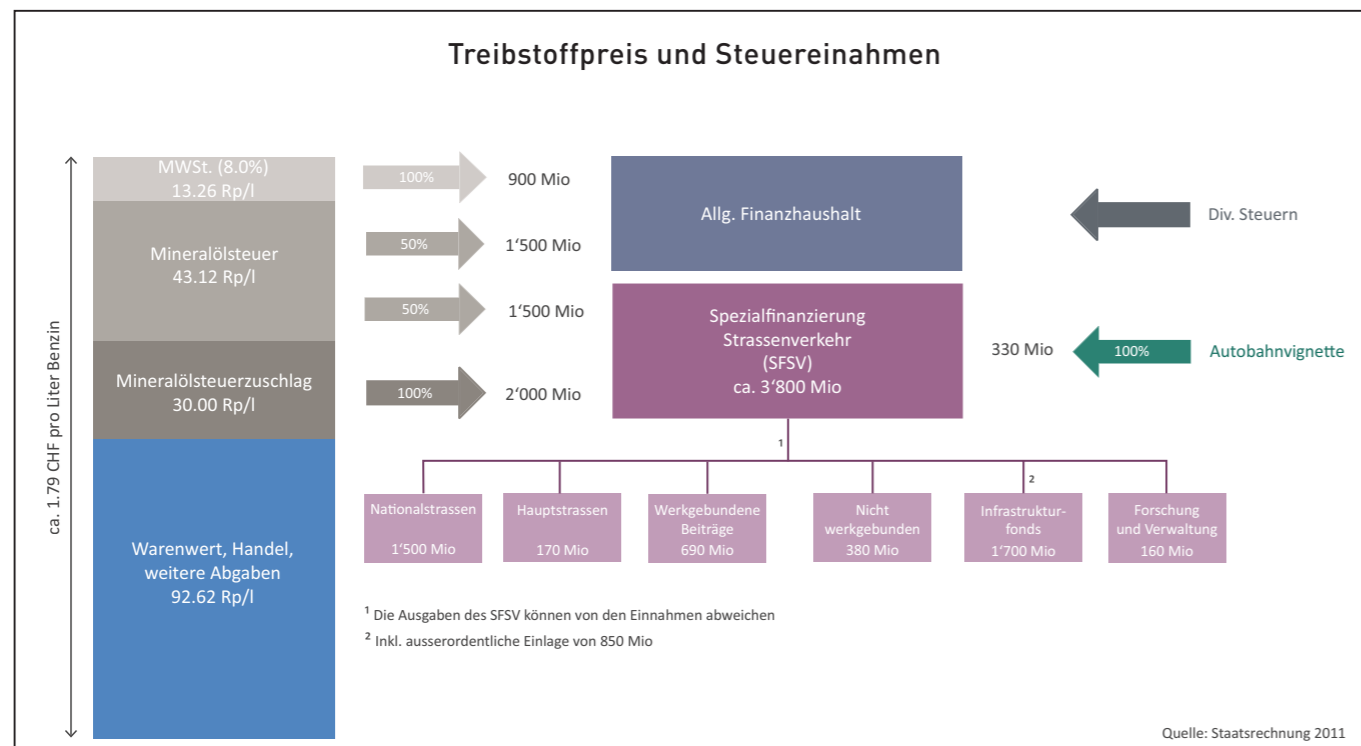 Treibstoffpreis und Steuereinahmen
ca. 1.79 CHF pro Liter Benzin
MWSt. (8.0%)
13.26 Rp/l
Mineralölsteuer
43.12 Rp/l
Mineralölsteuerzuschlag
30.00 Rp/l
Warenwert, Handel,
weitere Abgaben
92.62 Rp/l
100%
900 Mio
50%
1‘500 Mio
50%
1‘500 Mio
100%
2‘000 Mio
Allg. Finanzhaushalt
Spezialfinanzierung
Strassenverkehr
(SFSV)
ca. 3‘800 Mio
Div. Steuern
330 Mio
100%
Autobahnvignette
1
2
Nationalstrassen
1‘500 Mio
Hauptstrassen
170 Mio
Werkgebundene
Beiträge
690 Mio
Nicht
werkgebunden
380 Mio
Infrastruktur-
fonds
1‘700 Mio
Forschung
und Verwaltung
160 Mio
1 Die Ausgaben des SFSV können von den Einnahmen abweichen
2 Inkl. ausserordentliche Einlage von 850 Mio
Quelle: Staatsrechnung 2011